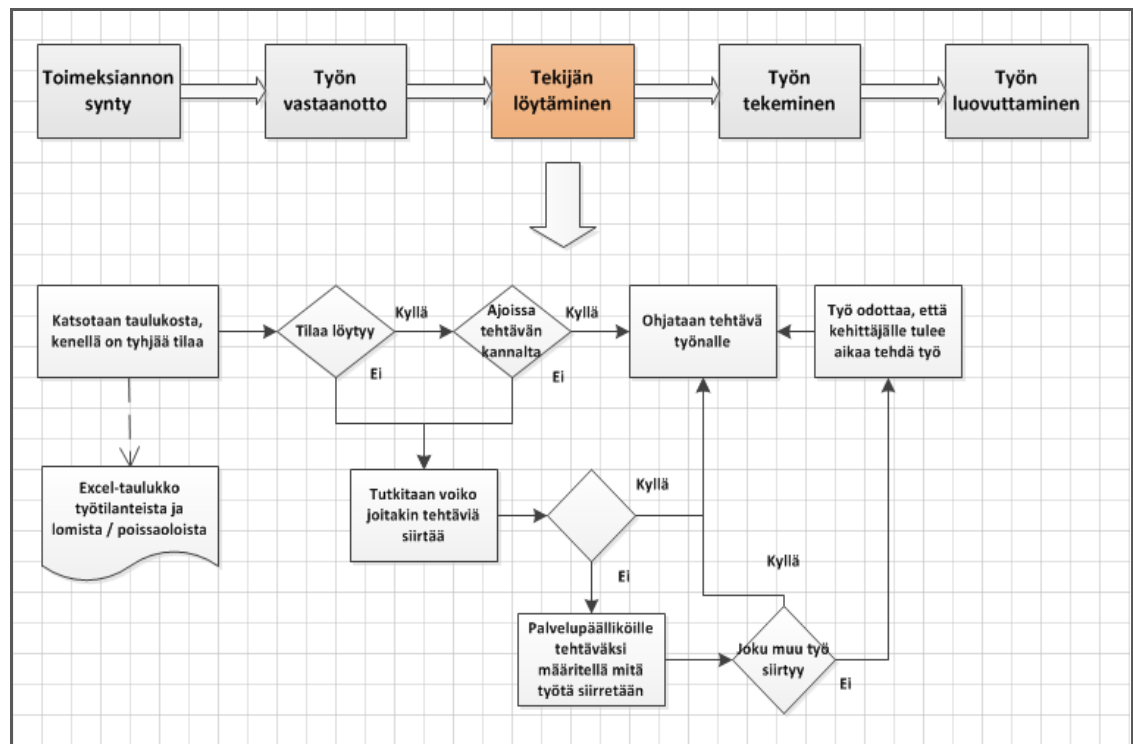 Toimeksiannon
synty
Työn
vastaanotto
Tekijän
löytäminen
Työn
tekeminen
Työn
luovuttaminen
Katsotaan taulukosta,
kenellä on tyhjää tilaa
Tilaa löytyy
Kyllä
Ei
Ajoissa
tehtävän
kannalta
Kyllä
Ei
Ohjataan tehtävä
työnalle
Työ odottaa, että
kehittäjälle tulee
aikaa tehdä työ
Excel-taulukko
työtilanteista ja
lomista / poissaoloista
Tutkitaan voiko
joitakin tehtäviä
siirtää
Kyllä
Ei
Palvelupäälliköille
tehtäväksi
määritellä mitä
työtä siirretään
Kyllä
Joku muu työ
siirtyy
Ei